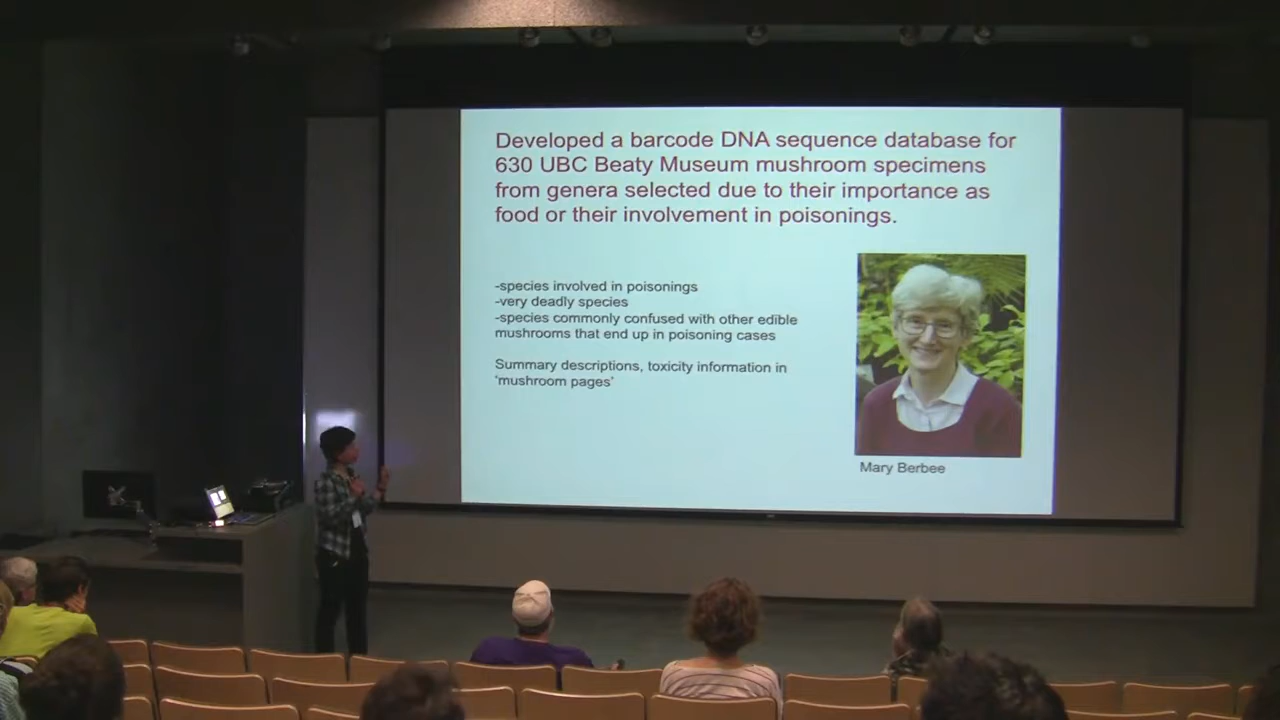 Developed a barcode DNA sequence database for
630 UBC Beaty Museum mushroom specimens
from genera selected due to their importance as
food or their involvement in poisonings.
-species involved in poisonings
-very deadly species
-species commonly confused with other edible
mushrooms that end up in poisoning cases
Summary descriptions, toxicity information in
'mushroom pages'
Mary Berbee